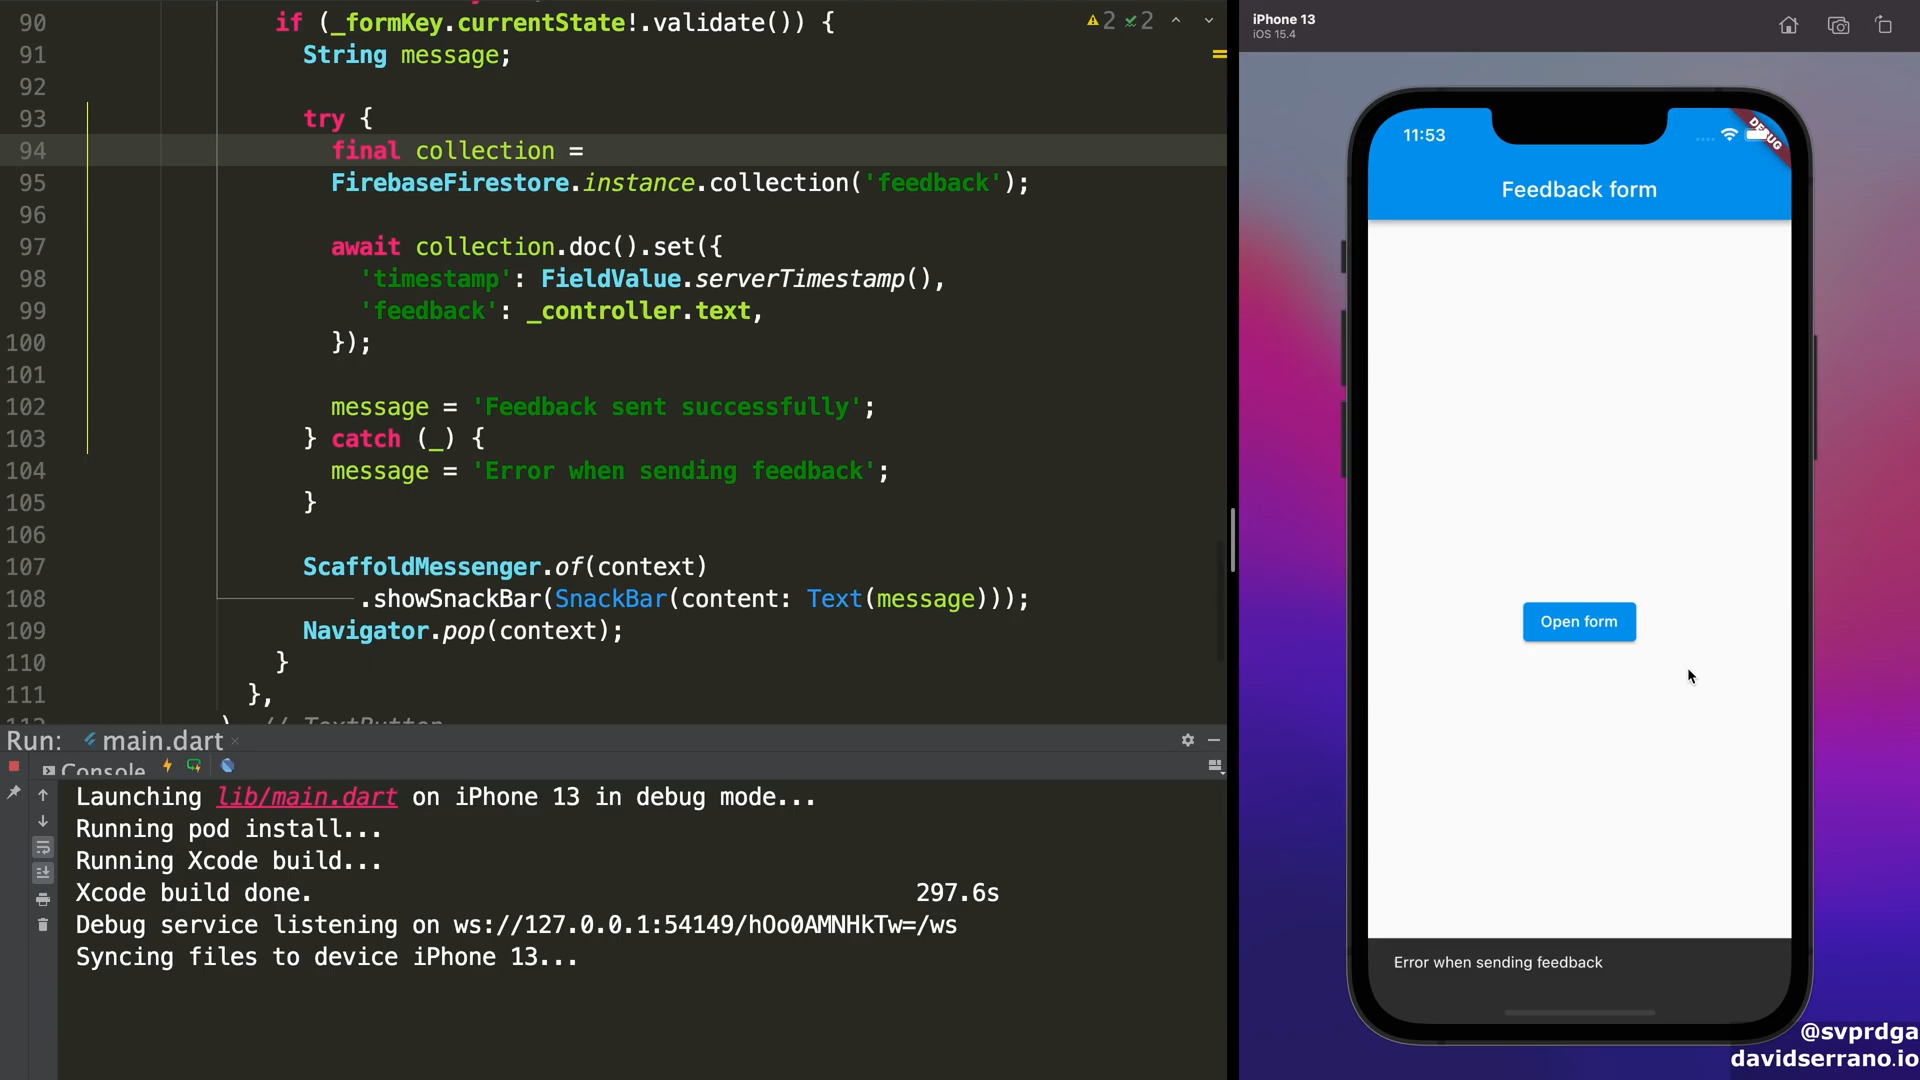 90 if (_formKey.currentState!.validate()) {
2 2
91 String message;
92
93 try {
94 final collection =
95 FirebaseFirestore.instance.collection('feedback');
96
97 await collection.doc().set({
98 'timestamp': FieldValue.serverTimestamp(),
99 'feedback': _controller.text,
100 });
101
102 message = 'Feedback sent successfully';
103 } catch (_) {
104 message = 'Error when sending feedback';
105 }
106
107 ScaffoldMessenger.of(context)
108 .showSnackBar(SnackBar(content: Text(message)));
109 Navigator.pop(context);
110 }
111 },
112 ) // TextButton
Run: main.dart
Console
Launching lib/main.dart on iPhone 13 in debug mode...
Running pod install...
Running Xcode build...
Xcode build done. 297.6s
Debug service listening on ws://127.0.0.1:54149/hOo0AMNHkTw=/ws
Syncing files to device iPhone 13...
iPhone 13
iOS 15.4
11:53
DEBUG
Feedback form
Open form
Error when sending feedback
@svprdga
davidserrano.io